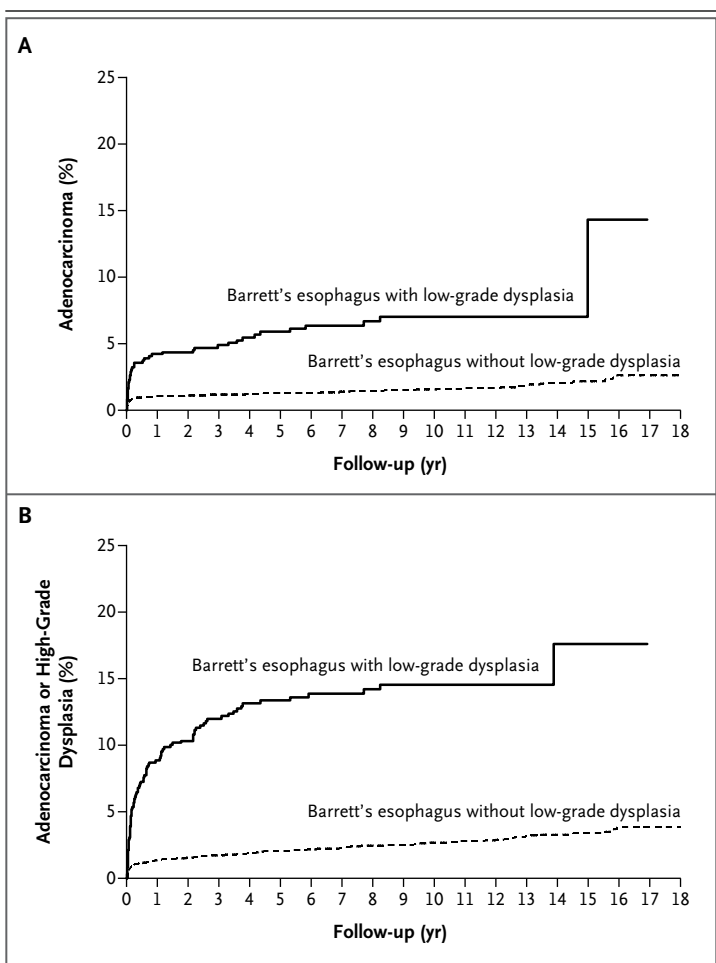 A
25
20
15
10
5
0
Adenocarcinoma (%)
Barrett's esophagus with low-grade dysplasia
Barrett's esophagus without low-grade dysplasia
0 1 2 3 4 5 6 7 8 9 10 11 12 13 14 15 16 17 18
Follow-up (yr)
B
25
20
15
10
5
0
Adenocarcinoma or High-Grade
Dysplasia (%)
Barrett's esophagus with low-grade dysplasia
Barrett's esophagus without low-grade dysplasia
0 1 2 3 4 5 6 7 8 9 10 11 12 13 14 15 16 17 18
Follow-up (yr)